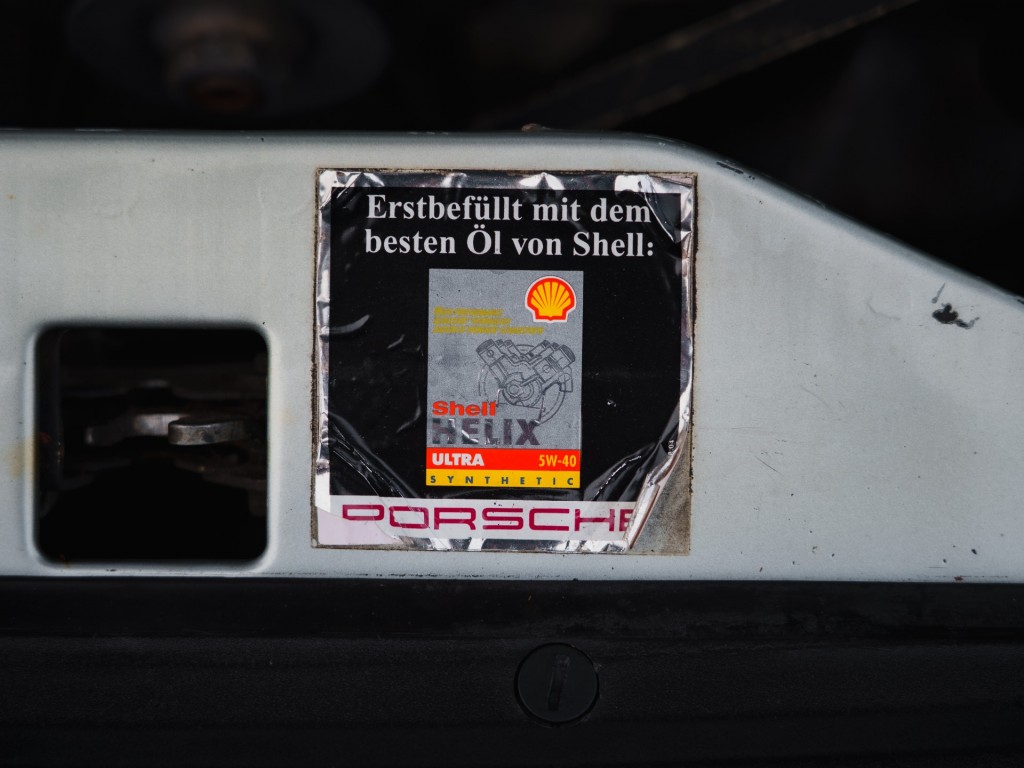 Erstbefüllt mit dem
besten Öl von Shell:
Shell
HELIX
ULTRA 5W-40
SYNTHETIC
PORSCHE